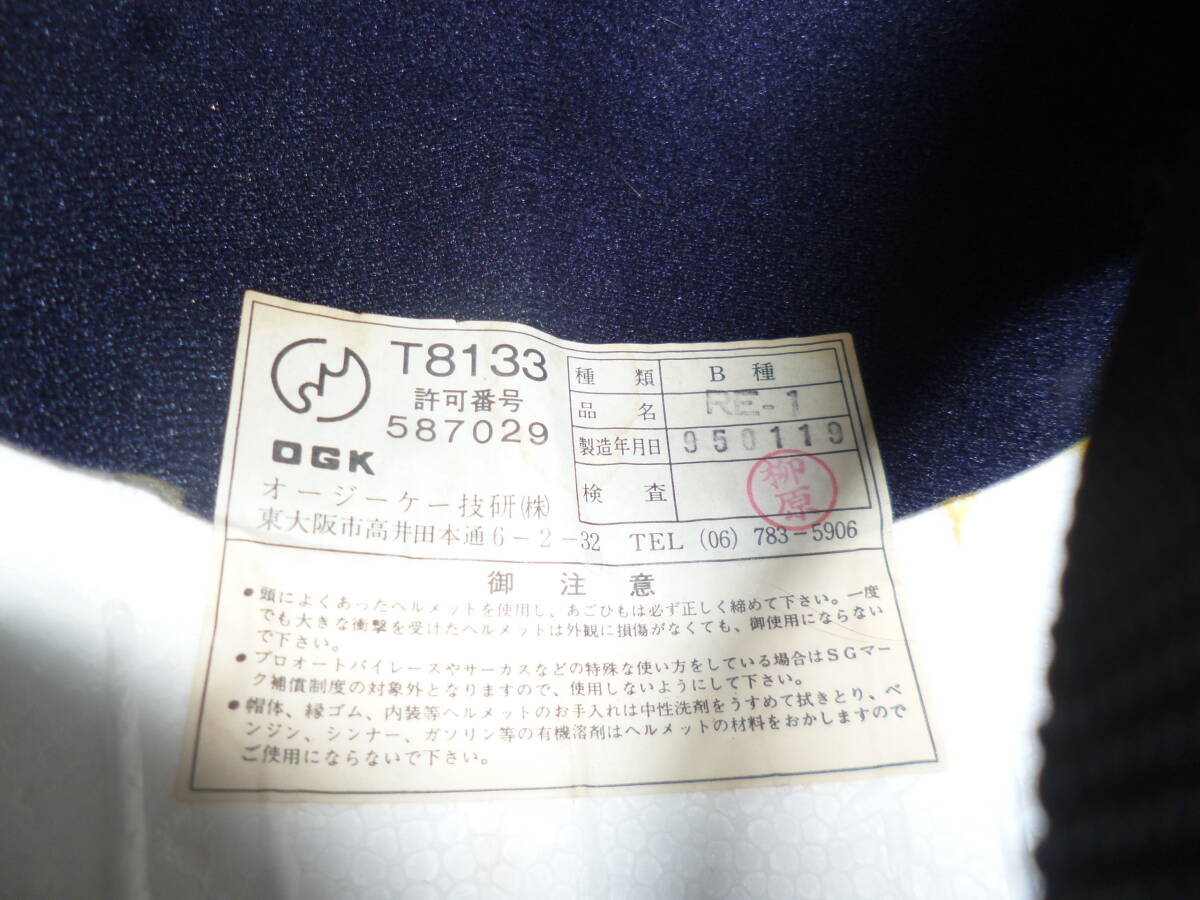 T8133
許可番号
587029
OGK
種類 B種
品名 RE-1
製造年月日 950119
検査 柳原
オージーケー技研(株)
東大阪市高井田本通6-2-32 TEL (06) 783-5906
御注意
●頭によくあったヘルメットを使用し、あごひもは必ず正しく締めて下さい。一度
でも大きな衝撃を受けたヘルメットは外観に損傷がなくても、御使用にならない
で下さい。
●プロオートバイレースやサーカスなどの特殊な使い方をしている場合はSGマー
ク補償制度の対象外となりますので、使用しないようにして下さい。
●帽体、縁ゴム、内装等ヘルメットのお手入れは中性洗剤をうすめて拭きとり、ベ
ンジン、シンナー、ガソリン等の有機溶剤はヘルメットの材料をおかしますので
ご使用にならないで下さい。